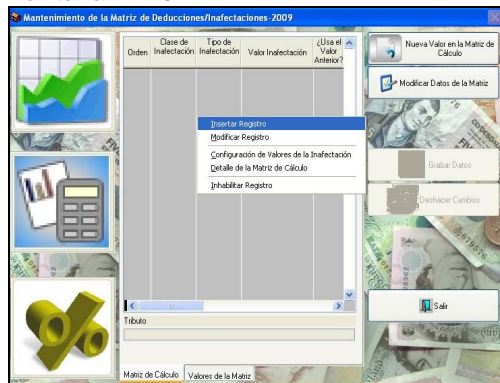 Mantenimiento de la Matriz de Deducciones/Inafectaciones-2009
Orden
Clase de Inafectación
Tipo de Inafectación
Valor Inafectación
¿Usa el Valor Anterior?
Insertar Registro
Modificar Registro
Configuración de Valores de la Inafectación
Detalle de la Matriz de Cálculo
Inhabilitar Registro
Tributo
Matriz de Cálculo
Valores de la Matriz
Nueva Valor en la Matriz de
Cálculo
Modificar Datos de la Matriz
Grabar Datos
Deshacer Cambios
Salir